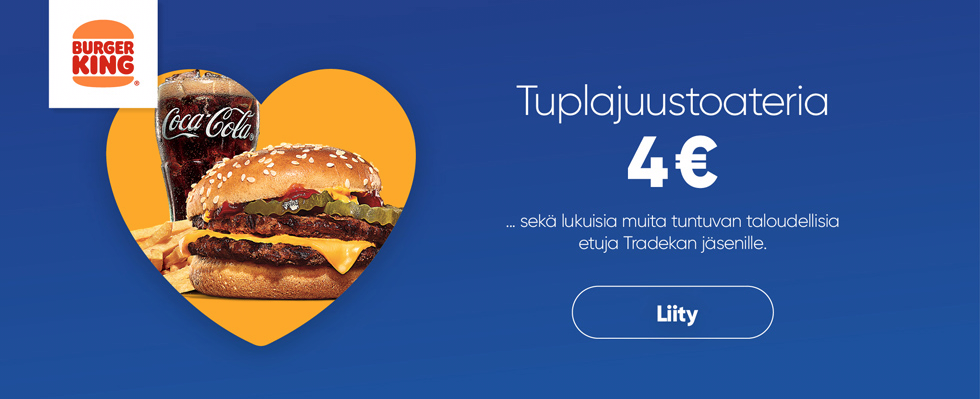 BURGER
KING
Coca-Cola
Tuplajuustoateria
4€
... sekä lukuisia muita tuntuvan taloudellisia
etuja Tradekan jäsenille.
Liity